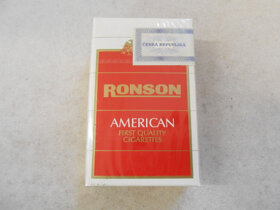 ČESKÁ REPUBLIKA
RONSON
AMERICAN
FIRST QUALITY
CIGARETTES